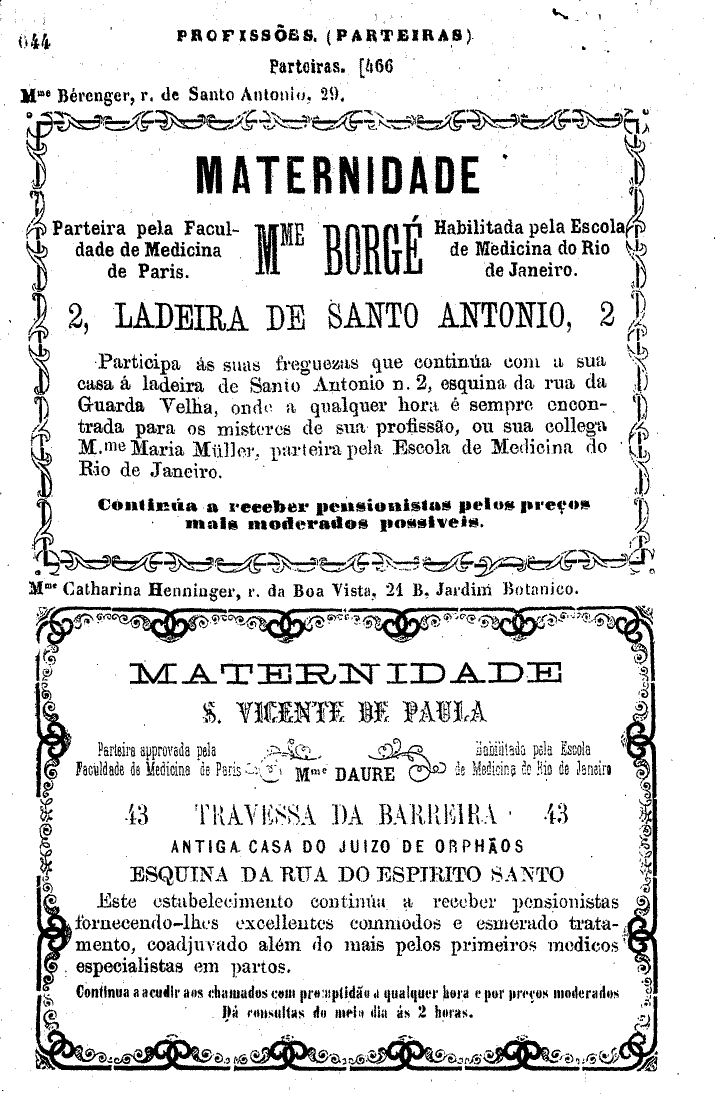 644
PROFISSÕES. (PARTEIRAS)
Parteiras. [466
Mme Bérenger, r. de Santo Antonio, 29.
MATERNIDADE
Parteira pela Facul-
dade de Medicina
de Paris.
MME BORGÉ
Habilitada pela Escola
de Medicina do Rio
de Janeiro.
2, LADEIRA DE SANTO ANTONIO, 2
Participa ás suas freguezas que continúa com a sua
casa á ladeira de Santo Antonio n. 2, esquina da rua da
Guarda Velha, onde a qualquer hora é sempre encon-
trada para os misteres de sua profissão, ou sua collega
M.me Maria Müller, parteira pela Escola de Medicina do
Rio de Janeiro.
Continúa a receber pensionistas pelos preços
mais moderados possiveis.
Mme Catharina Henninger, r. da Boa Vista, 21 B, Jardim Botanico.
MATERNIDADE
S. VICENTE DE PAULA
Parteira approvada pela
Faculdade de Medicina de Paris
Mme DAURE
Habilitada pela Escola
de Medicina do Rio de Janeiro
43 TRAVESSA DA BARREIRA 43
ANTIGA CASA DO JUIZO DE ORPHÃOS
ESQUINA DA RUA DO ESPIRITO SANTO
Este estabelecimento continúa a receber pensionistas
fornecendo-lhes excellentes commodos e esmerado trata-
mento, coadjuvado além do mais pelos primeiros medicos
especialistas em partos.
Continua a acudir aos chamados com promptidão a qualquer hora e por preços moderados
Dá consultas do meio dia ás 2 horas.